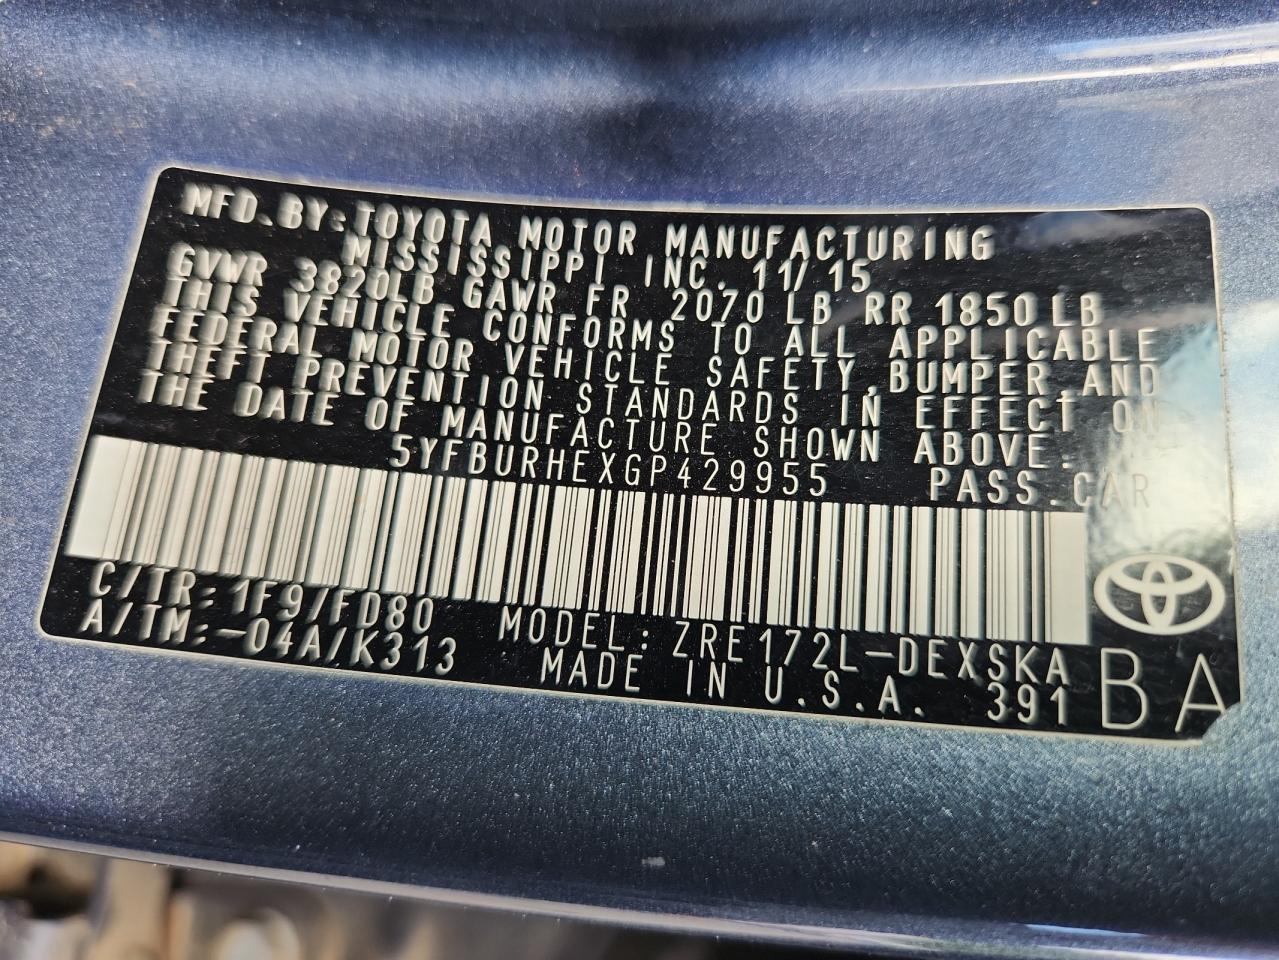 MFD.BY:TOYOTA MOTOR MANUFACTURING
MISSISSIPPI INC. 11/15
GVWR 3820LB GAWR FR 2070 LB RR 1850LB
THIS VEHICLE CONFORMS TO ALL APPLICABLE
FEDERAL MOTOR VEHICLE SAFETY,BUMPER,AND
THEFT PREVENTION STANDARDS IN EFFECT ON
THE DATE OF MANUFACTURE SHOWN ABOVE.
5YFBURHEXGP429955 PASS.CAR
C/TR: 1F9/FD80 MODEL: ZRE172L-DEXSKA
A/TM:-04A/K313 MADE IN U.S.A. 391 BA